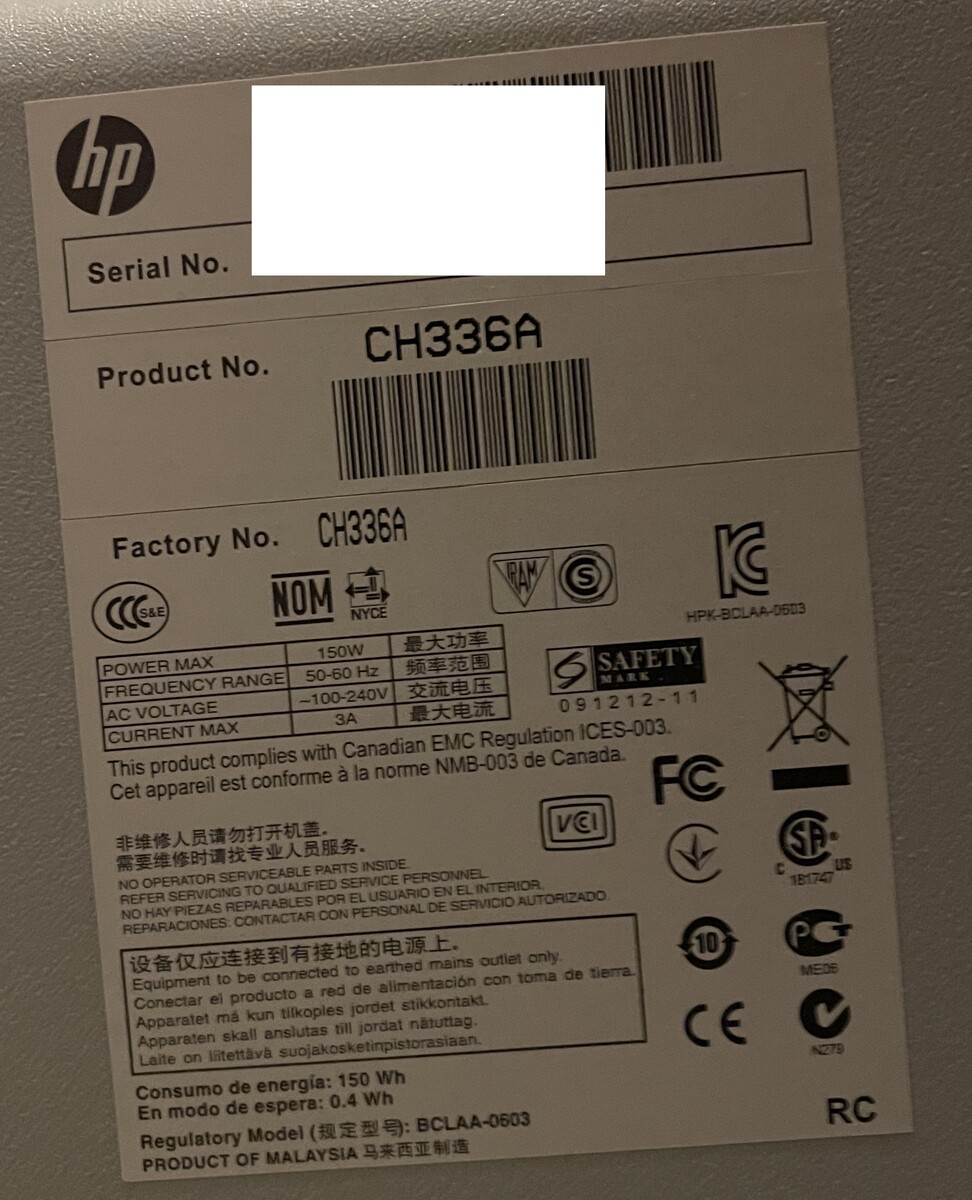 hp
Serial No.
Product No. CH336A
Factory No. CH336A
CCC S&E
NOM NYCE
IRAM S
KC
HPK-BCLAA-0603
POWER MAX 150W 最大功率
FREQUENCY RANGE 50-60 Hz 频率范围
AC VOLTAGE ~100-240V 交流电压
CURRENT MAX 3A 最大电流
SAFETY
MARK
091212-11
This product complies with Canadian EMC Regulation ICES-003.
Cet appareil est conforme à la norme NMB-003 de Canada.
FC
非维修人员请勿打开机盖。
需要维修时请找专业人员服务。
VCI
SA
C US
181747
NO OPERATOR SERVICEABLE PARTS INSIDE.
REFER SERVICING TO QUALIFIED SERVICE PERSONNEL.
NO HAY PIEZAS REPARABLES POR EL USUARIO EN EL INTERIOR.
REPARACIONES: CONTACTAR CON PERSONAL DE SERVICIO AUTORIZADO.
设备仅应连接到有接地的电源上。
Equipment to be connected to earthed mains outlet only.
Conectar el producto a red de alimentación con toma de tierra.
Apparatet må kun tilkoples jordet stikkontakt.
Apparaten skall anslutas till jordat nätuttag.
Laite on liitettävä suojakosketinpistorasiaan.
10
PCT
ME06
CE
N279
Consumo de energía: 150 Wh
En modo de espera: 0.4 Wh
Regulatory Model (规定型号): BCLAA-0603
PRODUCT OF MALAYSIA 马来西亚制造
RC